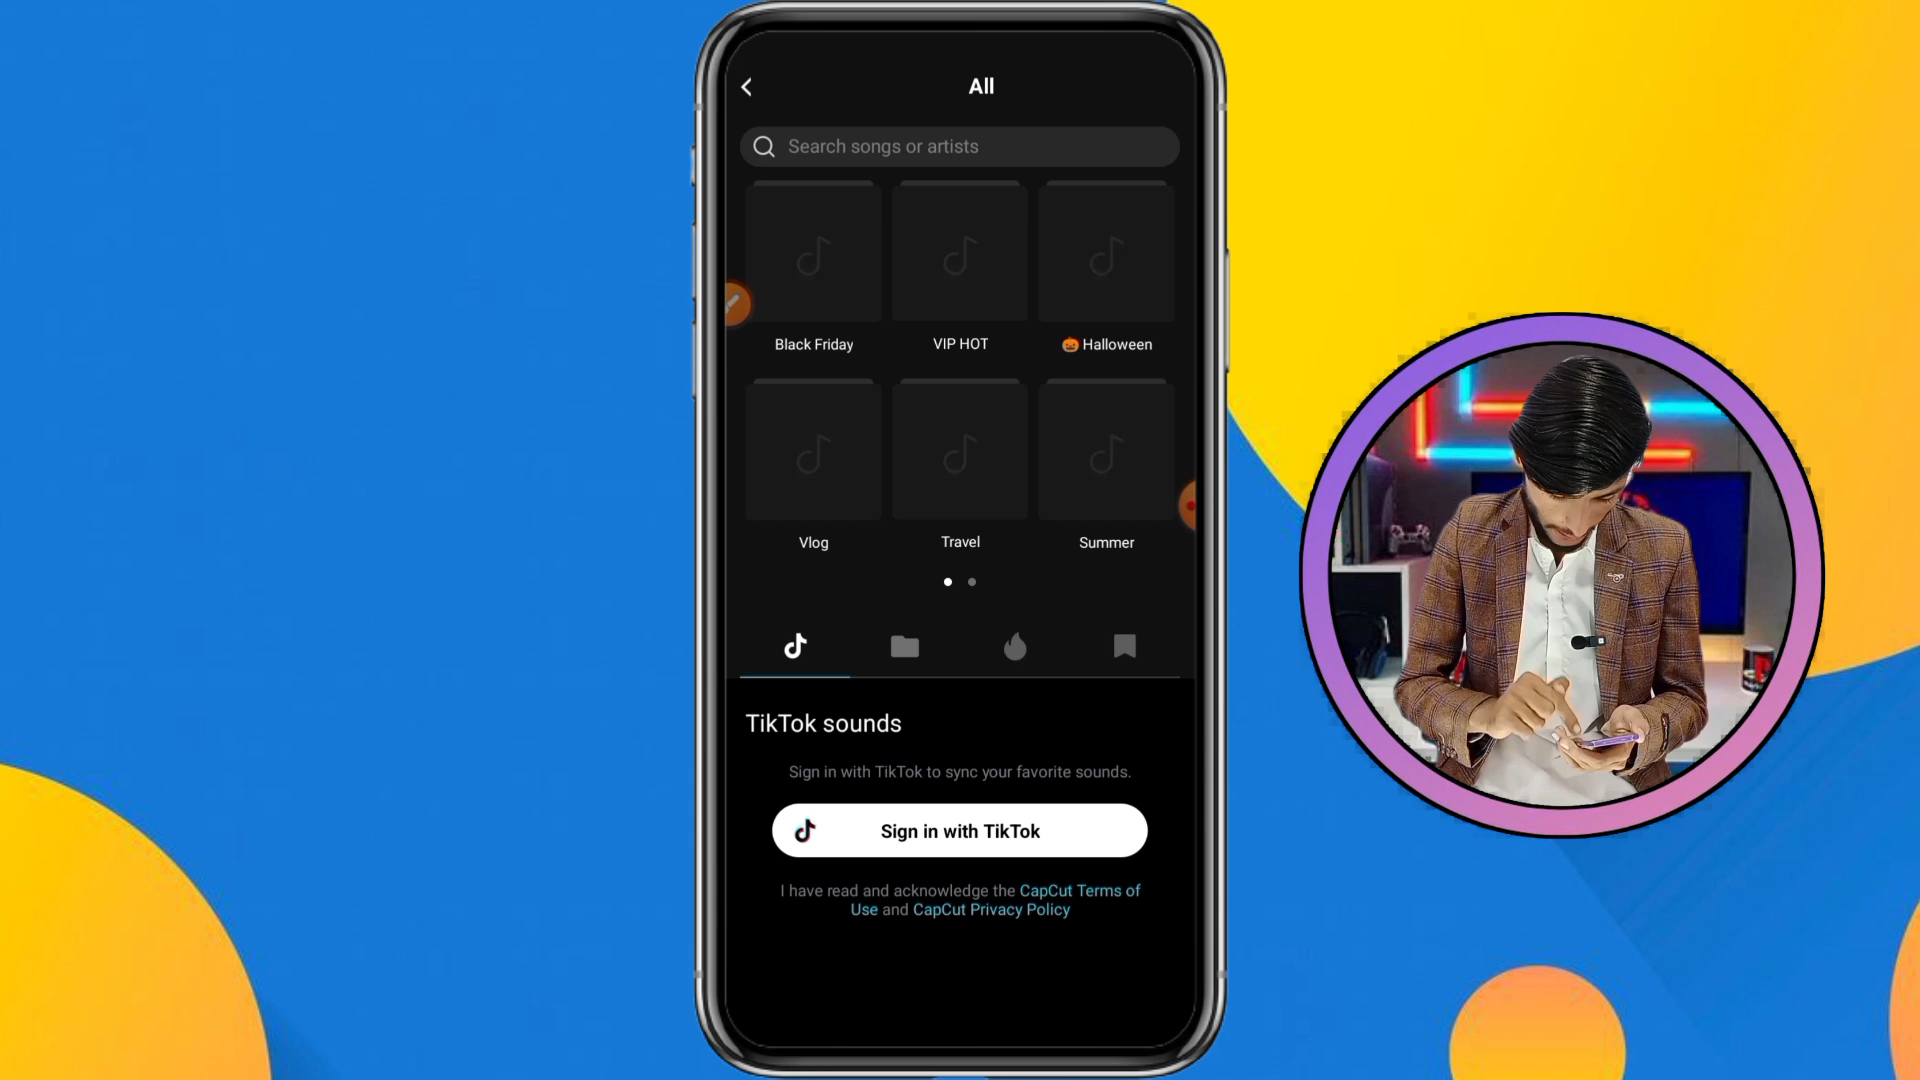 All
Search songs or artists
Black Friday
VIP HOT
🎃 Halloween
Vlog
Travel
Summer
TikTok sounds
Sign in with TikTok to sync your favorite sounds.
Sign in with TikTok
I have read and acknowledge the CapCut Terms of
Use and CapCut Privacy Policy